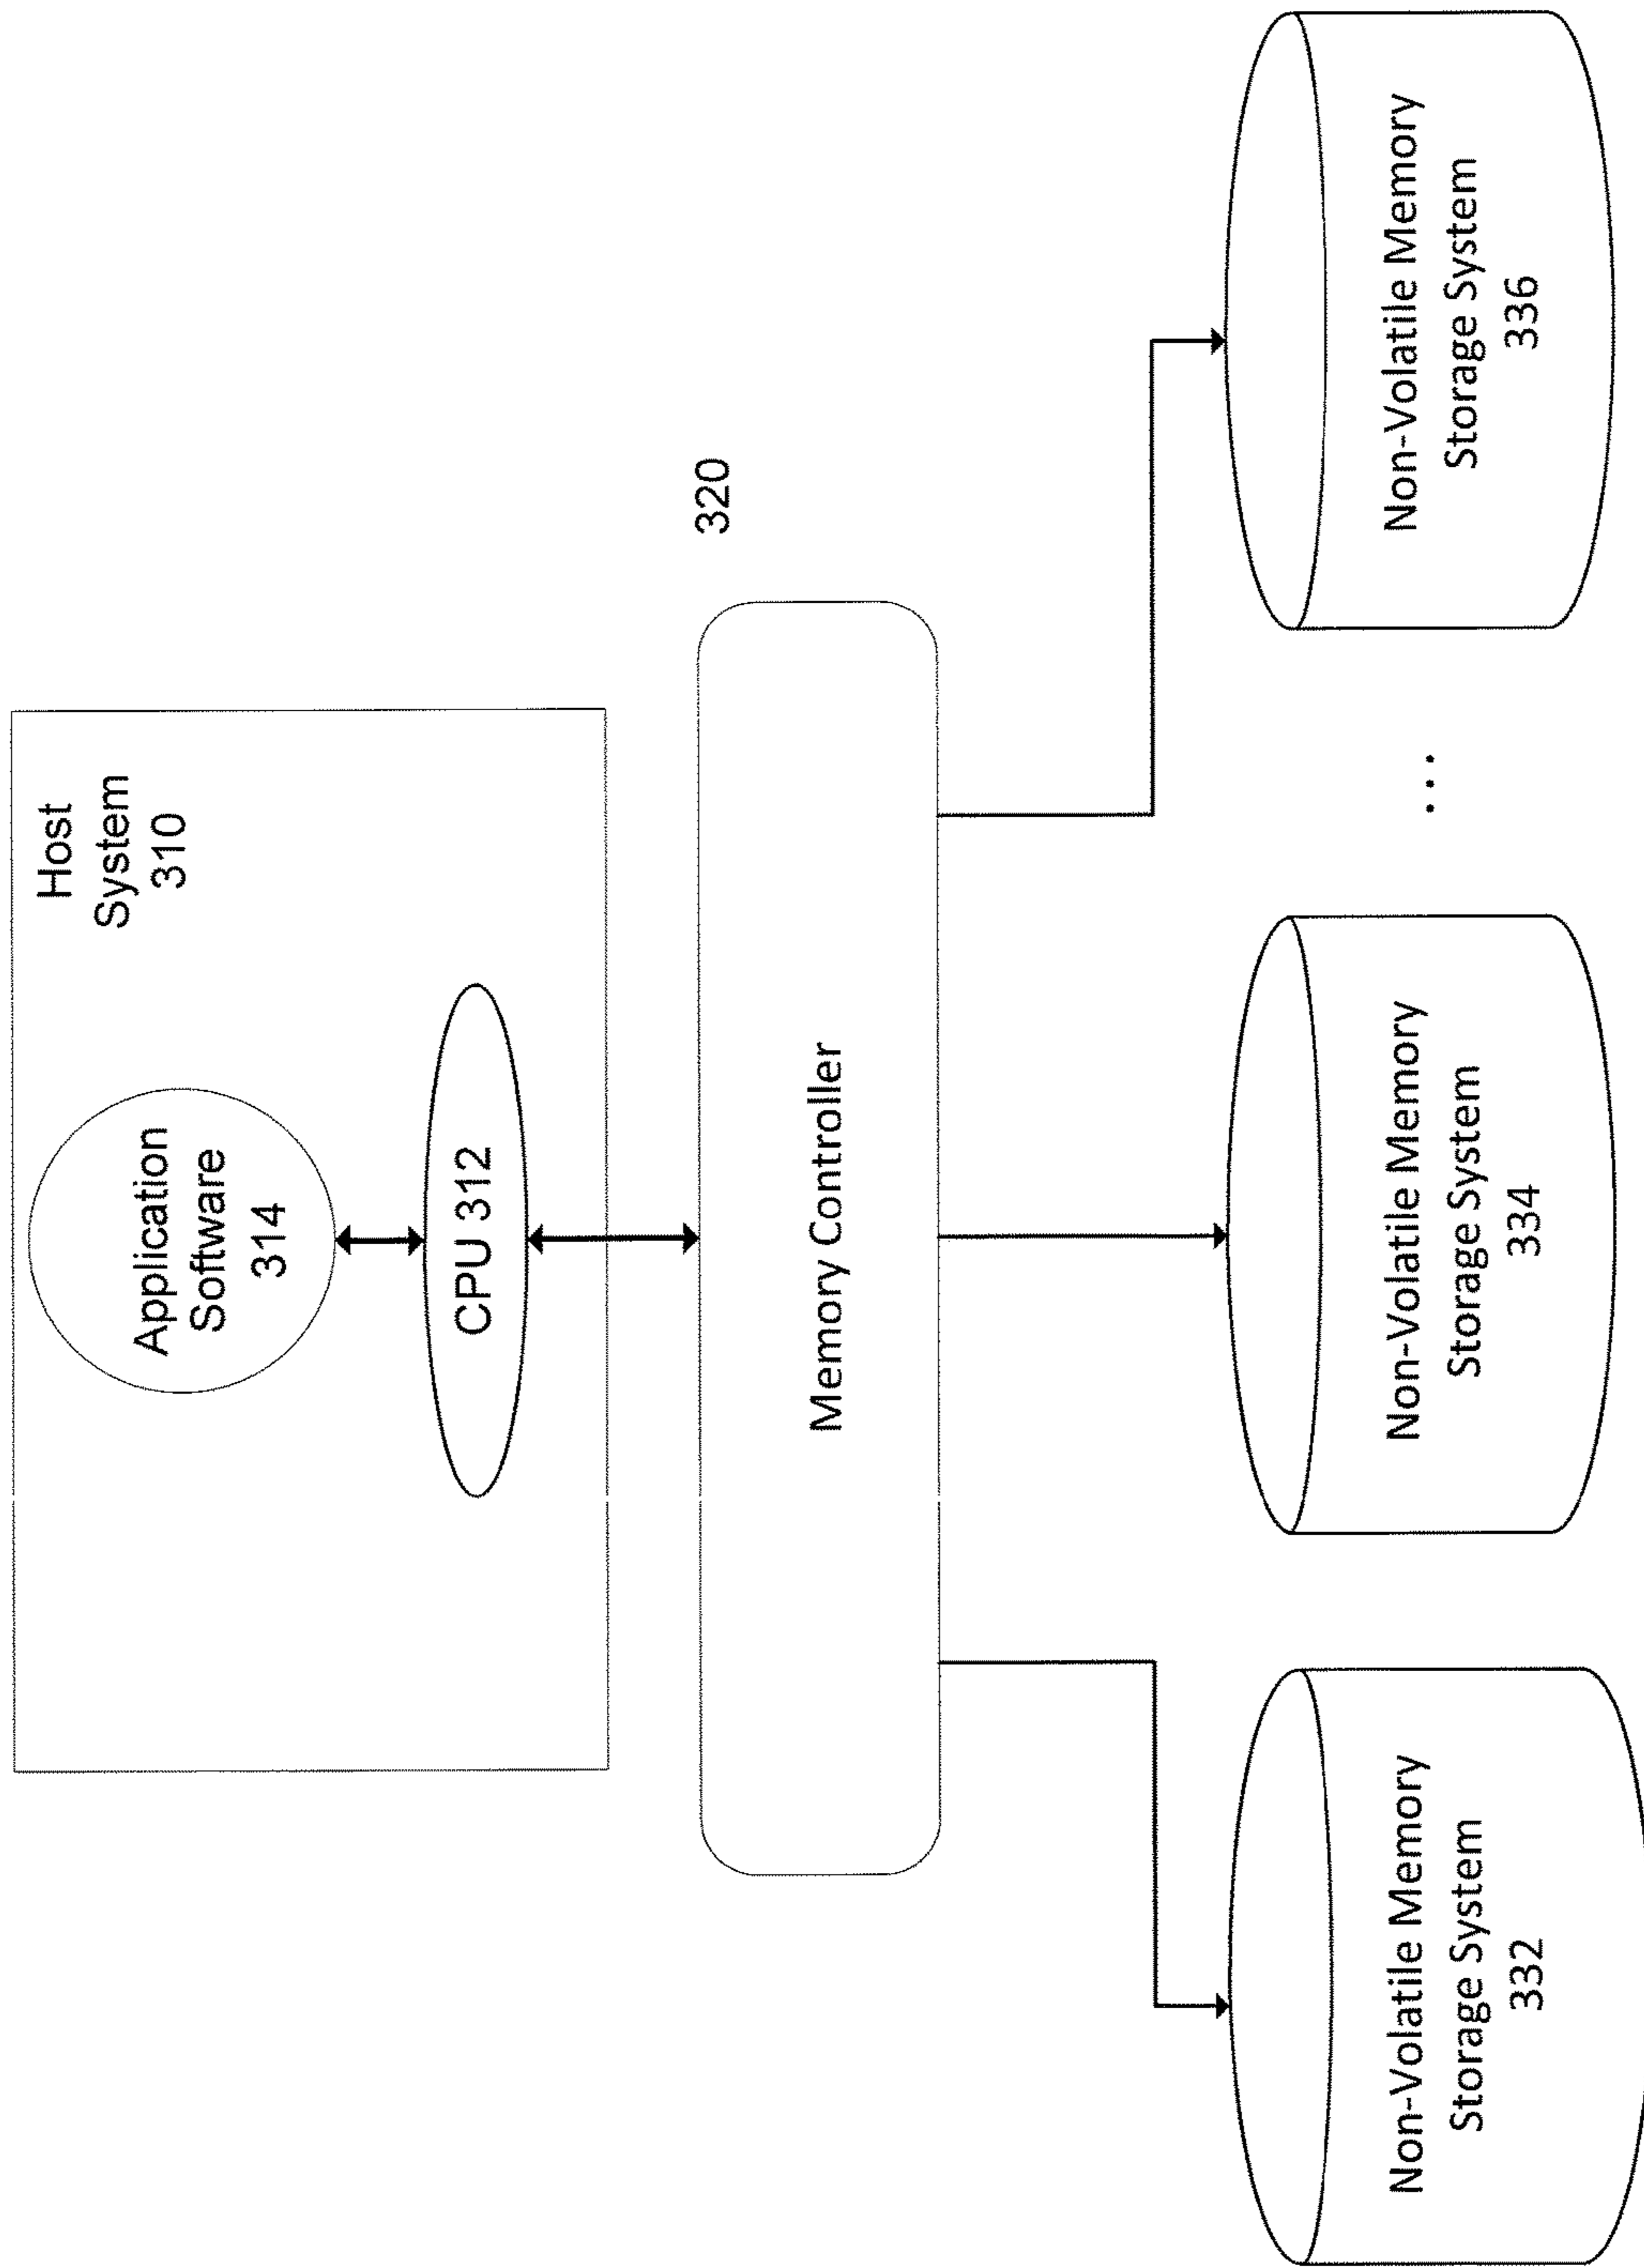 Host
System
310
Application
Software
314
CPU 312
320
Memory Controller
Non-Volatile Memory
Storage System
332
Non-Volatile Memory
Storage System
334
...
Non-Volatile Memory
Storage System
336